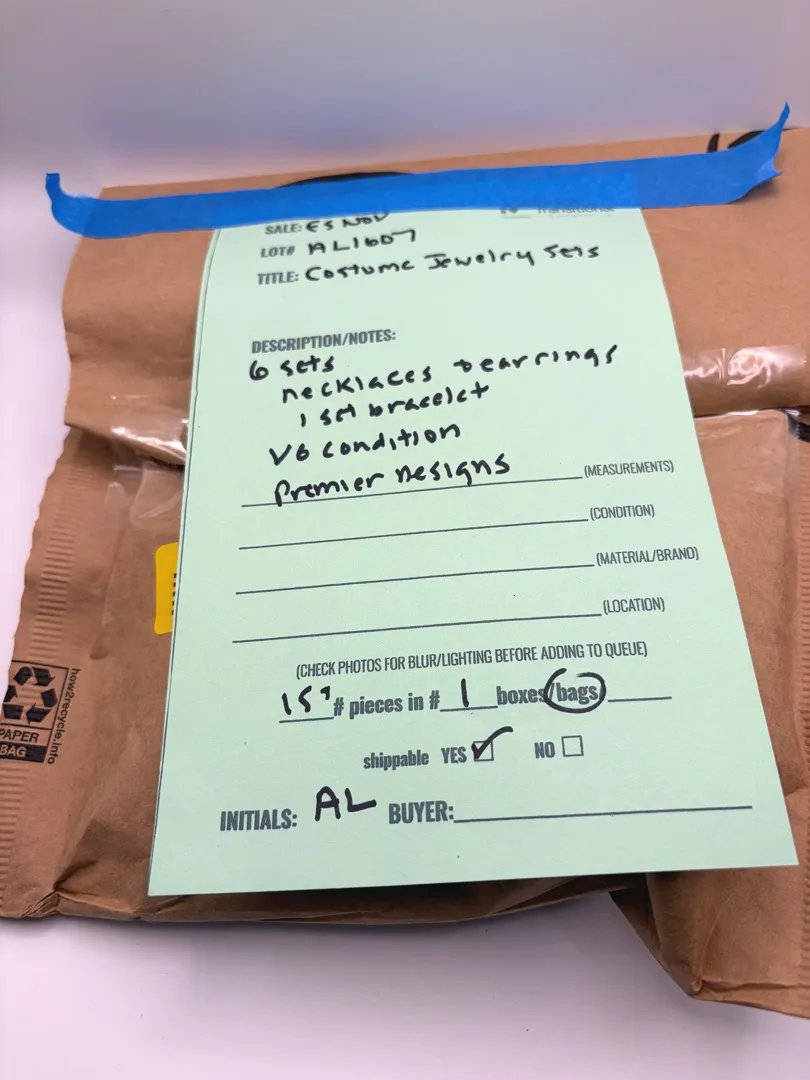 SALE: ES NOV
LOT# AL1607
TITLE: Costume Jewelry Sets
DESCRIPTION/NOTES:
6 sets
necklaces + earrings
1 set bracelet
VG condition
Premier Designs (MEASUREMENTS)
(CONDITION)
(MATERIAL/BRAND)
(LOCATION)
(CHECK PHOTOS FOR BLUR/LIGHTING BEFORE ADDING TO QUEUE)
15? # pieces in # 1 boxes/bags
shippable YES NO
INITIALS: AL BUYER:
PAPER
BAG
how2recycle.info